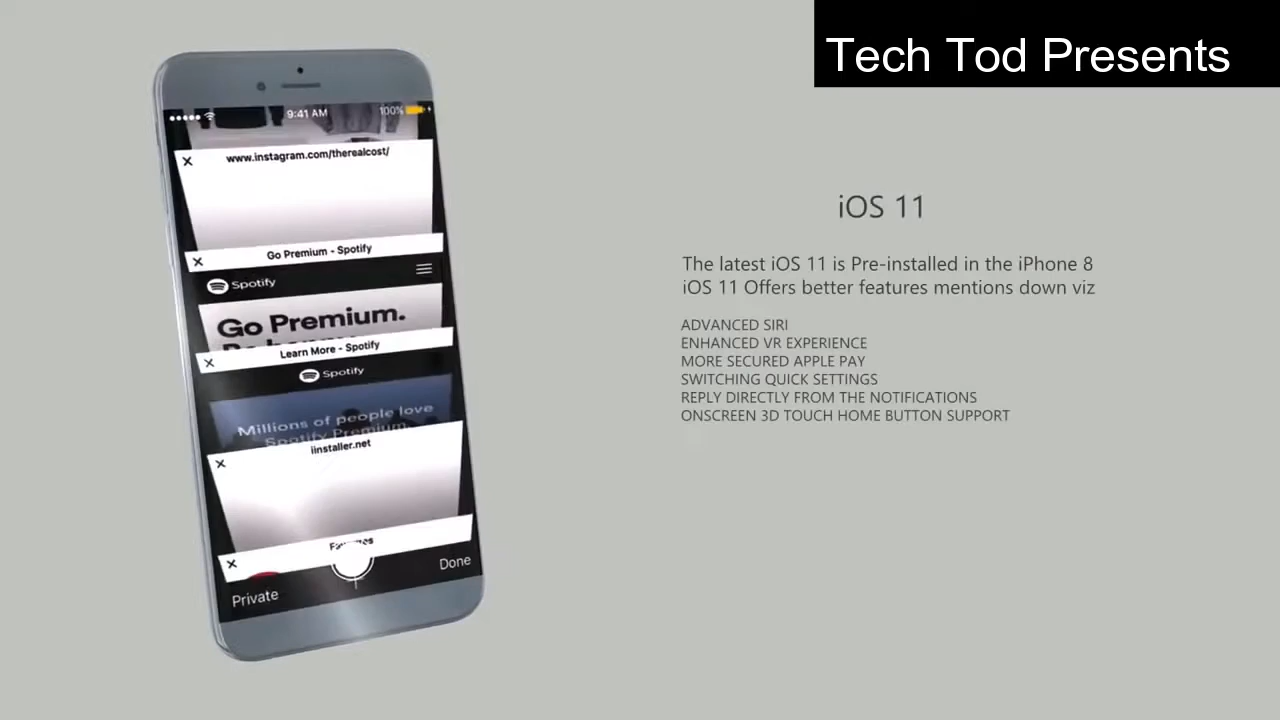 Tech Tod Presents
9:41 AM
100%
www.instagram.com/therealcost/
Go Premium - Spotify
Spotify
Go Premium.
Learn More - Spotify
Spotify
Millions of people love
Spotify Premium.
iinstaller.net
Favorites
Private
Done
iOS 11
The latest iOS 11 is Pre-installed in the iPhone 8
iOS 11 Offers better features mentions down viz
ADVANCED SIRI
ENHANCED VR EXPERIENCE
MORE SECURED APPLE PAY
SWITCHING QUICK SETTINGS
REPLY DIRECTLY FROM THE NOTIFICATIONS
ONSCREEN 3D TOUCH HOME BUTTON SUPPORT